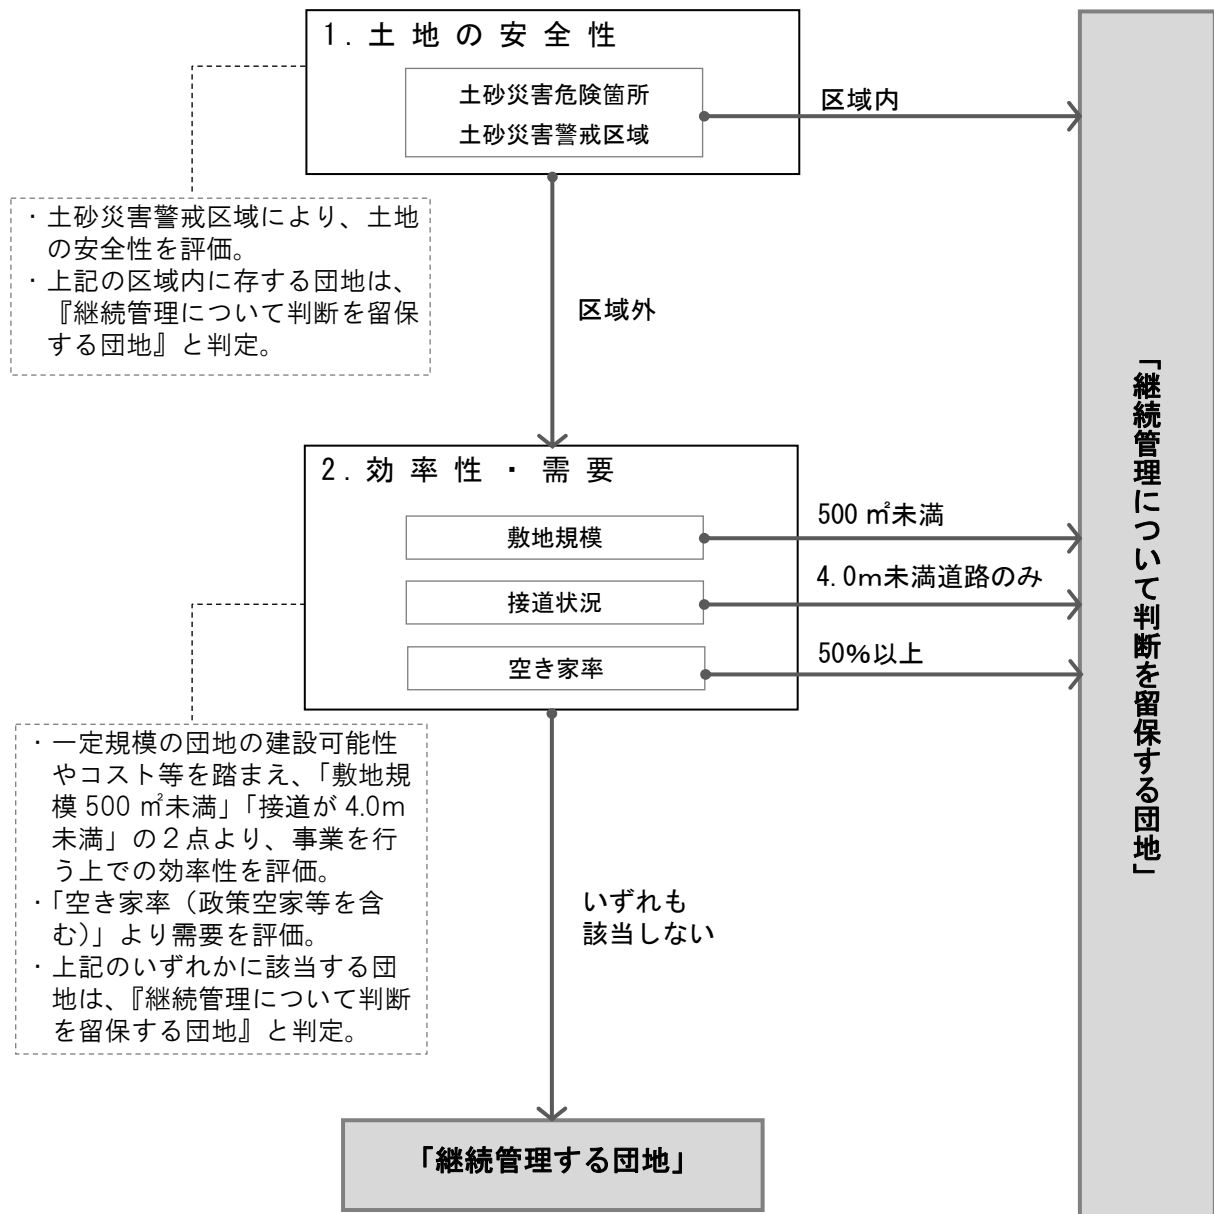 1. 土地の安全性
土砂災害危険箇所
土砂災害警戒区域
区域内
・土砂災害警戒区域により、土地
の安全性を評価。
・上記の区域内に存する団地は、
『継続管理について判断を留保
する団地』と判定。
区域外
2. 効率性・需要
敷地規模
500 ㎡未満
接道状況
4.0m未満道路のみ
空き家率
50%以上
・一定規模の団地の建設可能性
やコスト等を踏まえ、「敷地規
模 500 ㎡未満」「接道が 4.0m
未満」の２点より、事業を行
う上での効率性を評価。
・「空き家率（政策空家等を含
む）」より需要を評価。
・上記のいずれかに該当する団
地は、『継続管理について判断
を留保する団地』と判定。
いずれも
該当しない
「継続管理する団地」
「継続管理について判断を留保する団地」